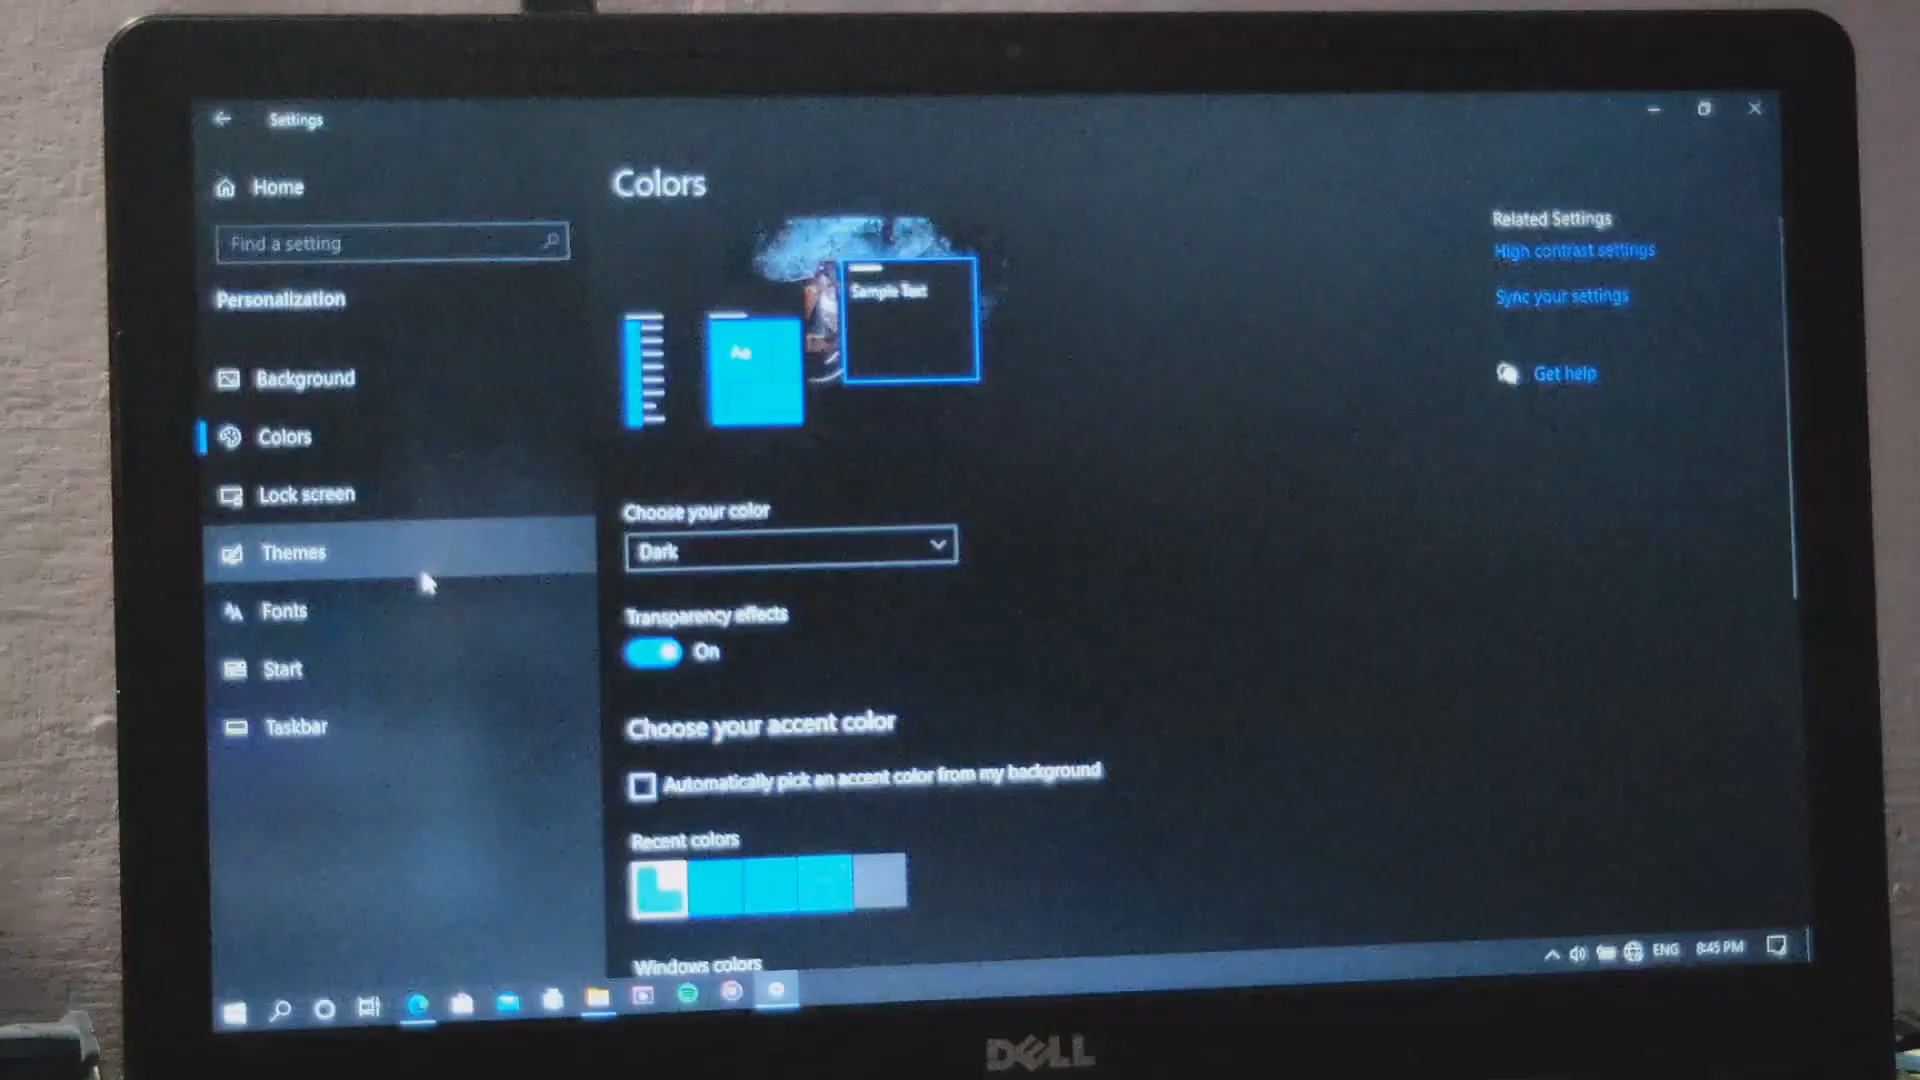 Settings
Home
Find a setting
Personalization
Background
Colors
Lock screen
Themes
Fonts
Start
Taskbar
Colors
Sample Text
Aa
Choose your color
Dark
Transparency effects
On
Choose your accent color
Automatically pick an accent color from my background
Recent colors
Windows colors
Related Settings
High contrast settings
Sync your settings
Get help
ENG 8:45 PM
DELL